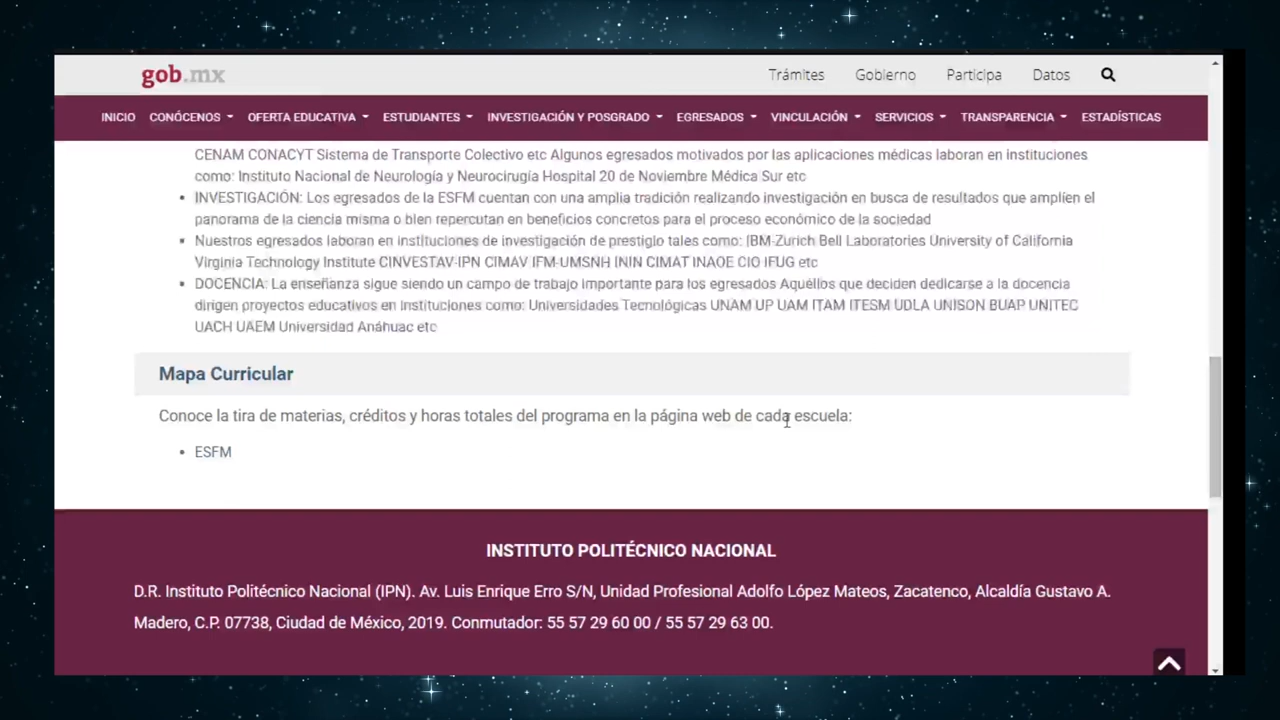 gob.mx
Trámites Gobierno Participa Datos
INICIO CONÓCENOS OFERTA EDUCATIVA ESTUDIANTES INVESTIGACIÓN Y POSGRADO EGRESADOS VINCULACIÓN SERVICIOS TRANSPARENCIA ESTADÍSTICAS
CENAM CONACYT Sistema de Transporte Colectivo etc Algunos egresados motivados por las aplicaciones médicas laboran en instituciones
como: Instituto Nacional de Neurología y Neurocirugía Hospital 20 de Noviembre Médica Sur etc
• INVESTIGACIÓN: Los egresados de la ESFM cuentan con una amplia tradición realizando investigación en busca de resultados que amplíen el
panorama de la ciencia misma o bien repercutan en beneficios concretos para el proceso económico de la sociedad
• Nuestros egresados laboran en instituciones de investigación de prestigio tales como: IBM-Zurich Bell Laboratories University of California
Virginia Technology Institute CINVESTAV-IPN CIMAV IFM-UMSNH ININ CIMAT INAOE CIO IFUG etc
• DOCENCIA: La enseñanza sigue siendo un campo de trabajo importante para los egresados Aquéllos que deciden dedicarse a la docencia
dirigen proyectos educativos en Instituciones como: Universidades Tecnológicas UNAM UP UAM ITAM ITESM UDLA UNISON BUAP UNITEC
UACH UAEM Universidad Anáhuac etc
Mapa Curricular
Conoce la tira de materias, créditos y horas totales del programa en la página web de cada escuela:
• ESFM
INSTITUTO POLITÉCNICO NACIONAL
D.R. Instituto Politécnico Nacional (IPN). Av. Luis Enrique Erro S/N, Unidad Profesional Adolfo López Mateos, Zacatenco, Alcaldía Gustavo A.
Madero, C.P. 07738, Ciudad de México, 2019. Conmutador: 55 57 29 60 00 / 55 57 29 63 00.